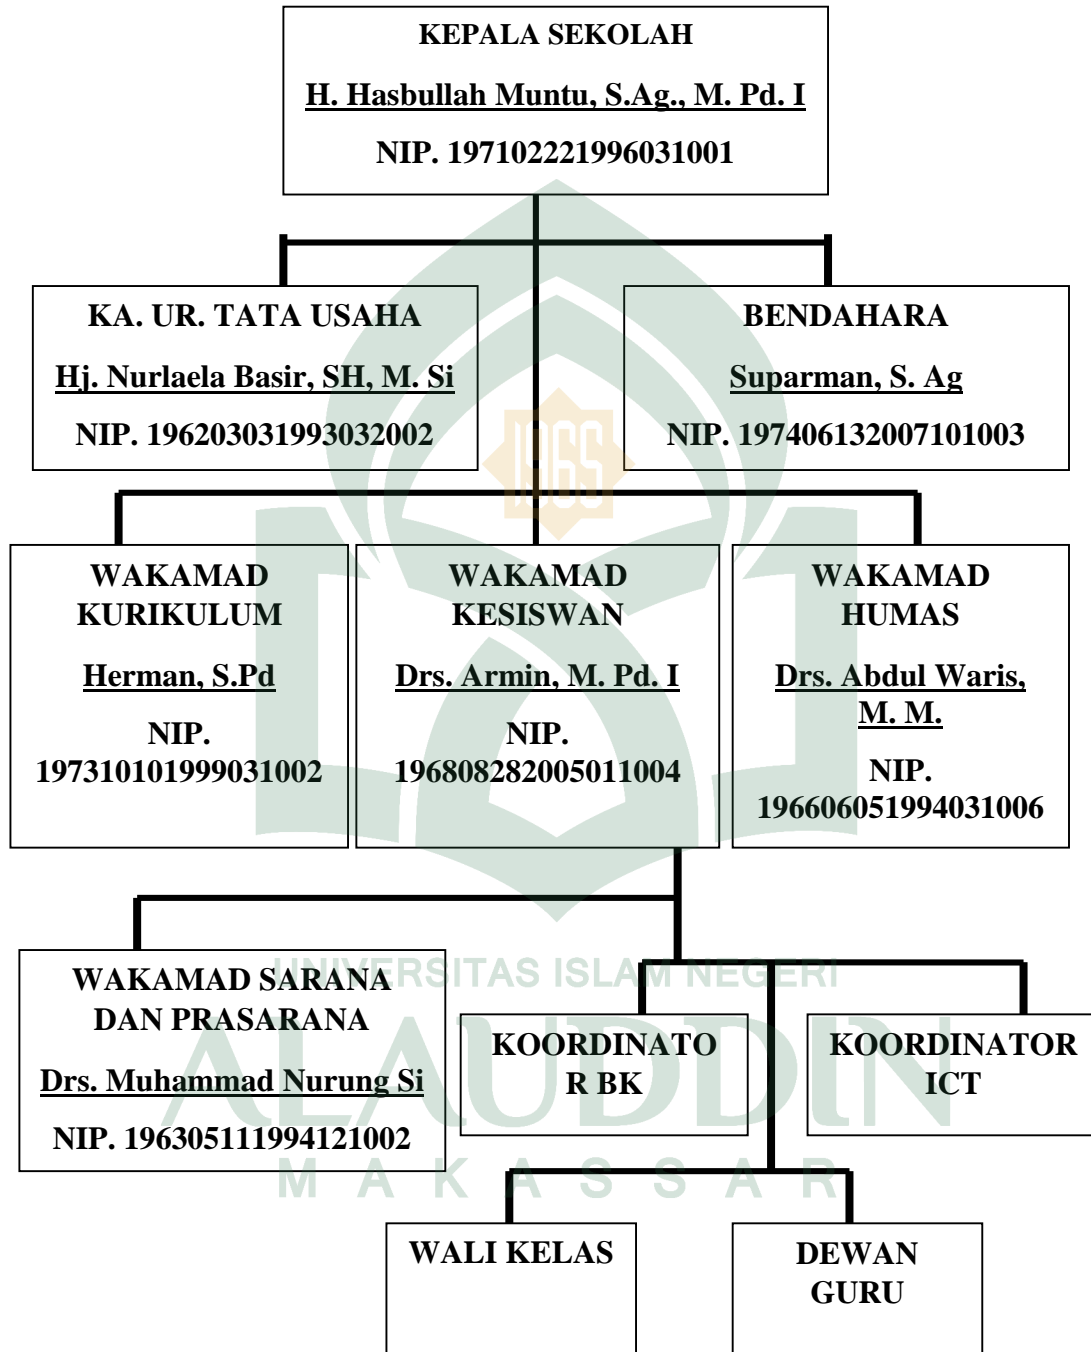 KEPALA SEKOLAH
H. Hasbullah Muntu, S.Ag., M. Pd. I
NIP. 197102221996031001
KA. UR. TATA USAHA
Hj. Nurlaela Basir, SH, M. Si
NIP. 196203031993032002
BENDAHARA
Suparman, S. Ag
NIP. 197406132007101003
1965
WAKAMAD
KURIKULUM
Herman, S.Pd
NIP.
197310101999031002
WAKAMAD
KESISWAN
Drs. Armin, M. Pd. I
NIP.
196808282005011004
WAKAMAD
HUMAS
Drs. Abdul Waris,
M. M.
NIP.
196606051994031006
WAKAMAD SARANA
DAN PRASARANA
Drs. Muhammad Nurung Si
NIP. 196305111994121002
KOORDINATO
R BK
KOORDINATOR
ICT
WALI KELAS
DEWAN
GURU
UNIVERSITAS ISLAM NEGERI
ALAUDDIN
MAKASSAR